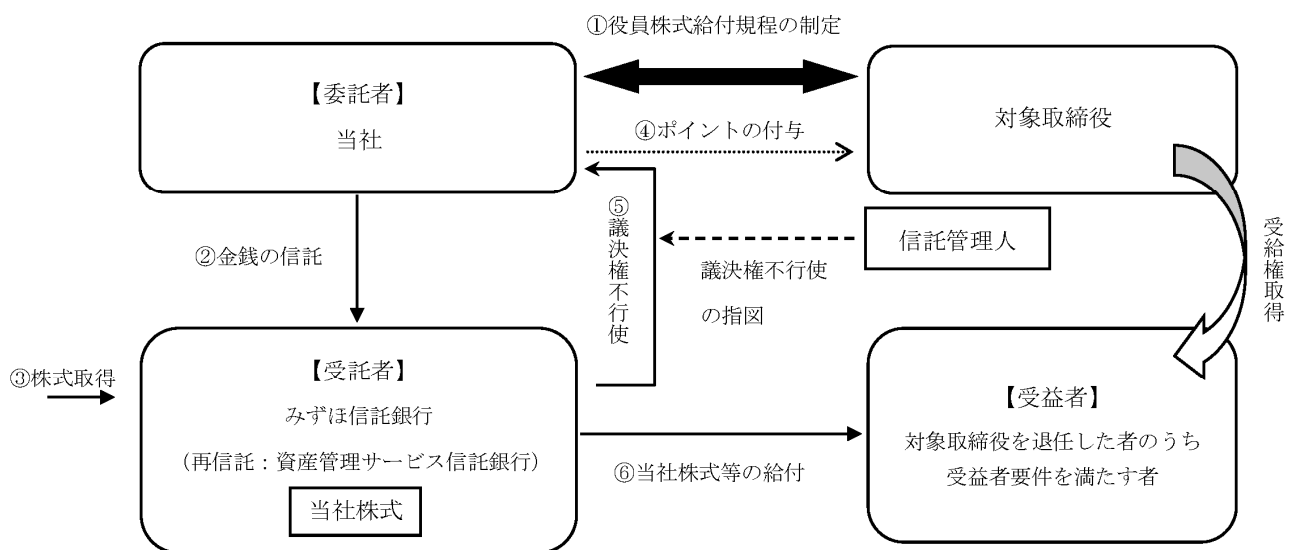 ①役員株式給付規程の制定
【委託者】
当社
対象取締役
④ポイントの付与
②金銭の信託
⑤議決権不行使
信託管理人
議決権不行使
の指図
受給権取得
③株式取得
【受託者】
みずほ信託銀行
（再信託：資産管理サービス信託銀行）
当社株式
⑥当社株式等の給付
【受益者】
対象取締役を退任した者のうち
受益者要件を満たす者